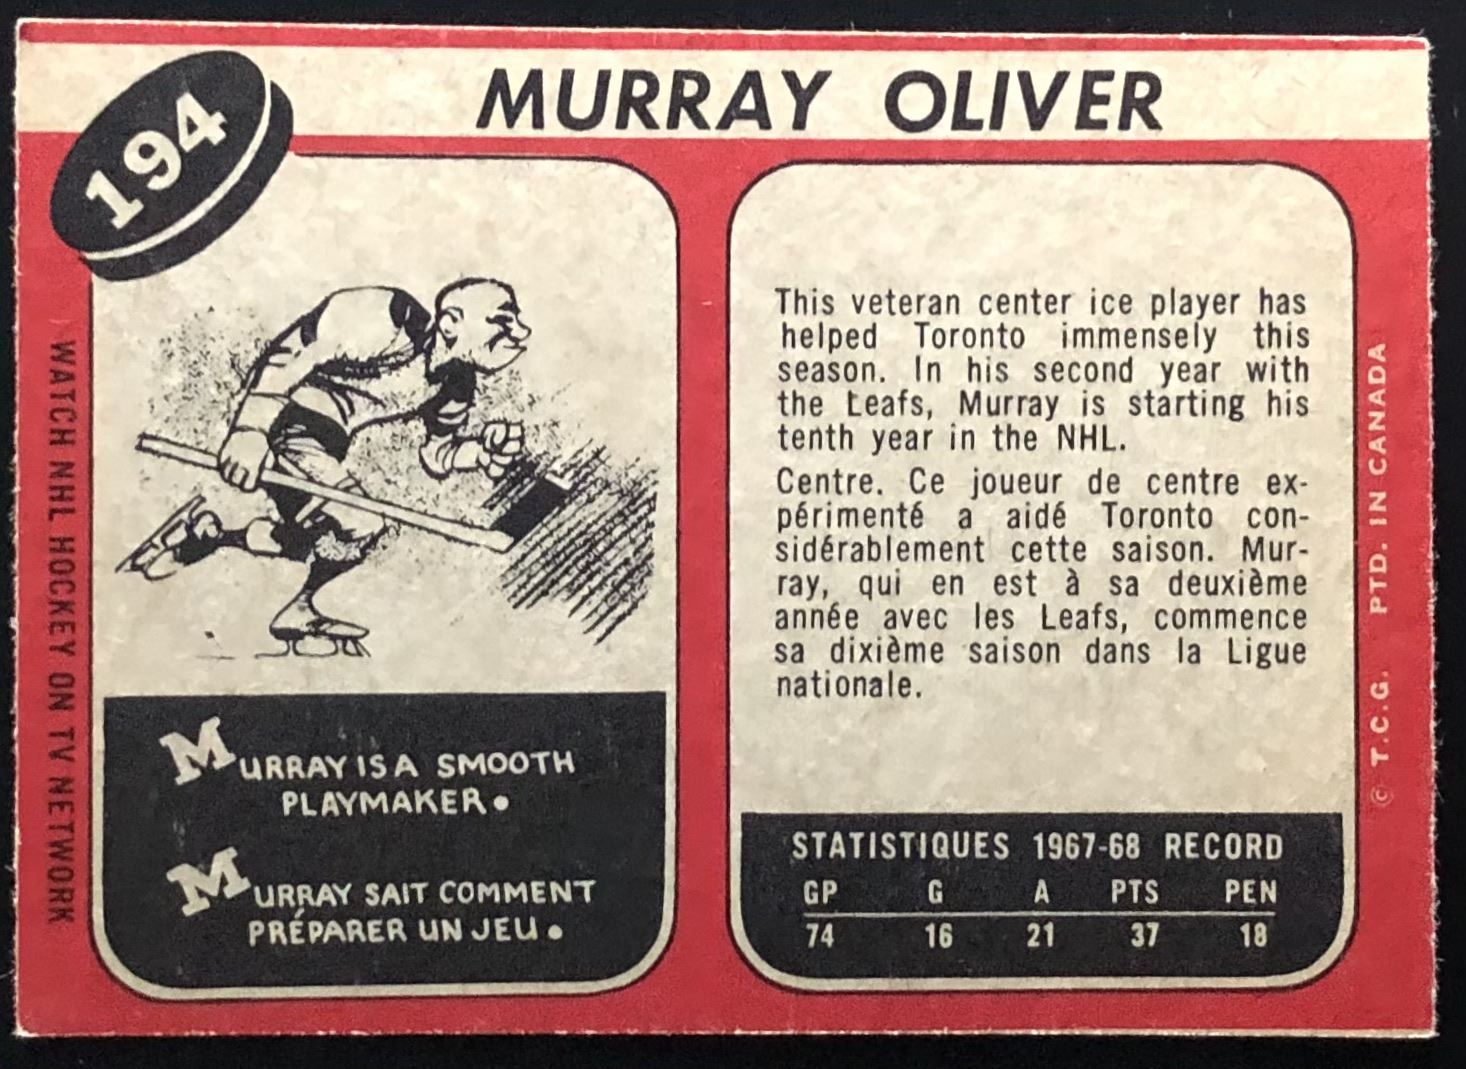 194
MURRAY OLIVER
WATCH NHL HOCKEY ON TV NETWORK
MURRAY IS A SMOOTH
PLAYMAKER.
MURRAY SAIT COMMENT
PRÉPARER UN JEU.
This veteran center ice player has
helped Toronto immensely this
season. In his second year with
the Leafs, Murray is starting his
tenth year in the NHL.
Centre. Ce joueur de centre ex-
périmenté a aidé Toronto con-
sidérablement cette saison. Mur-
ray, qui en est à sa deuxième
année avec les Leafs, commence
sa dixième saison dans la Ligue
nationale.
STATISTIQUES 1967-68 RECORD
GP G A PTS PEN
74 16 21 37 18
© T.C.G. PTD. IN CANADA